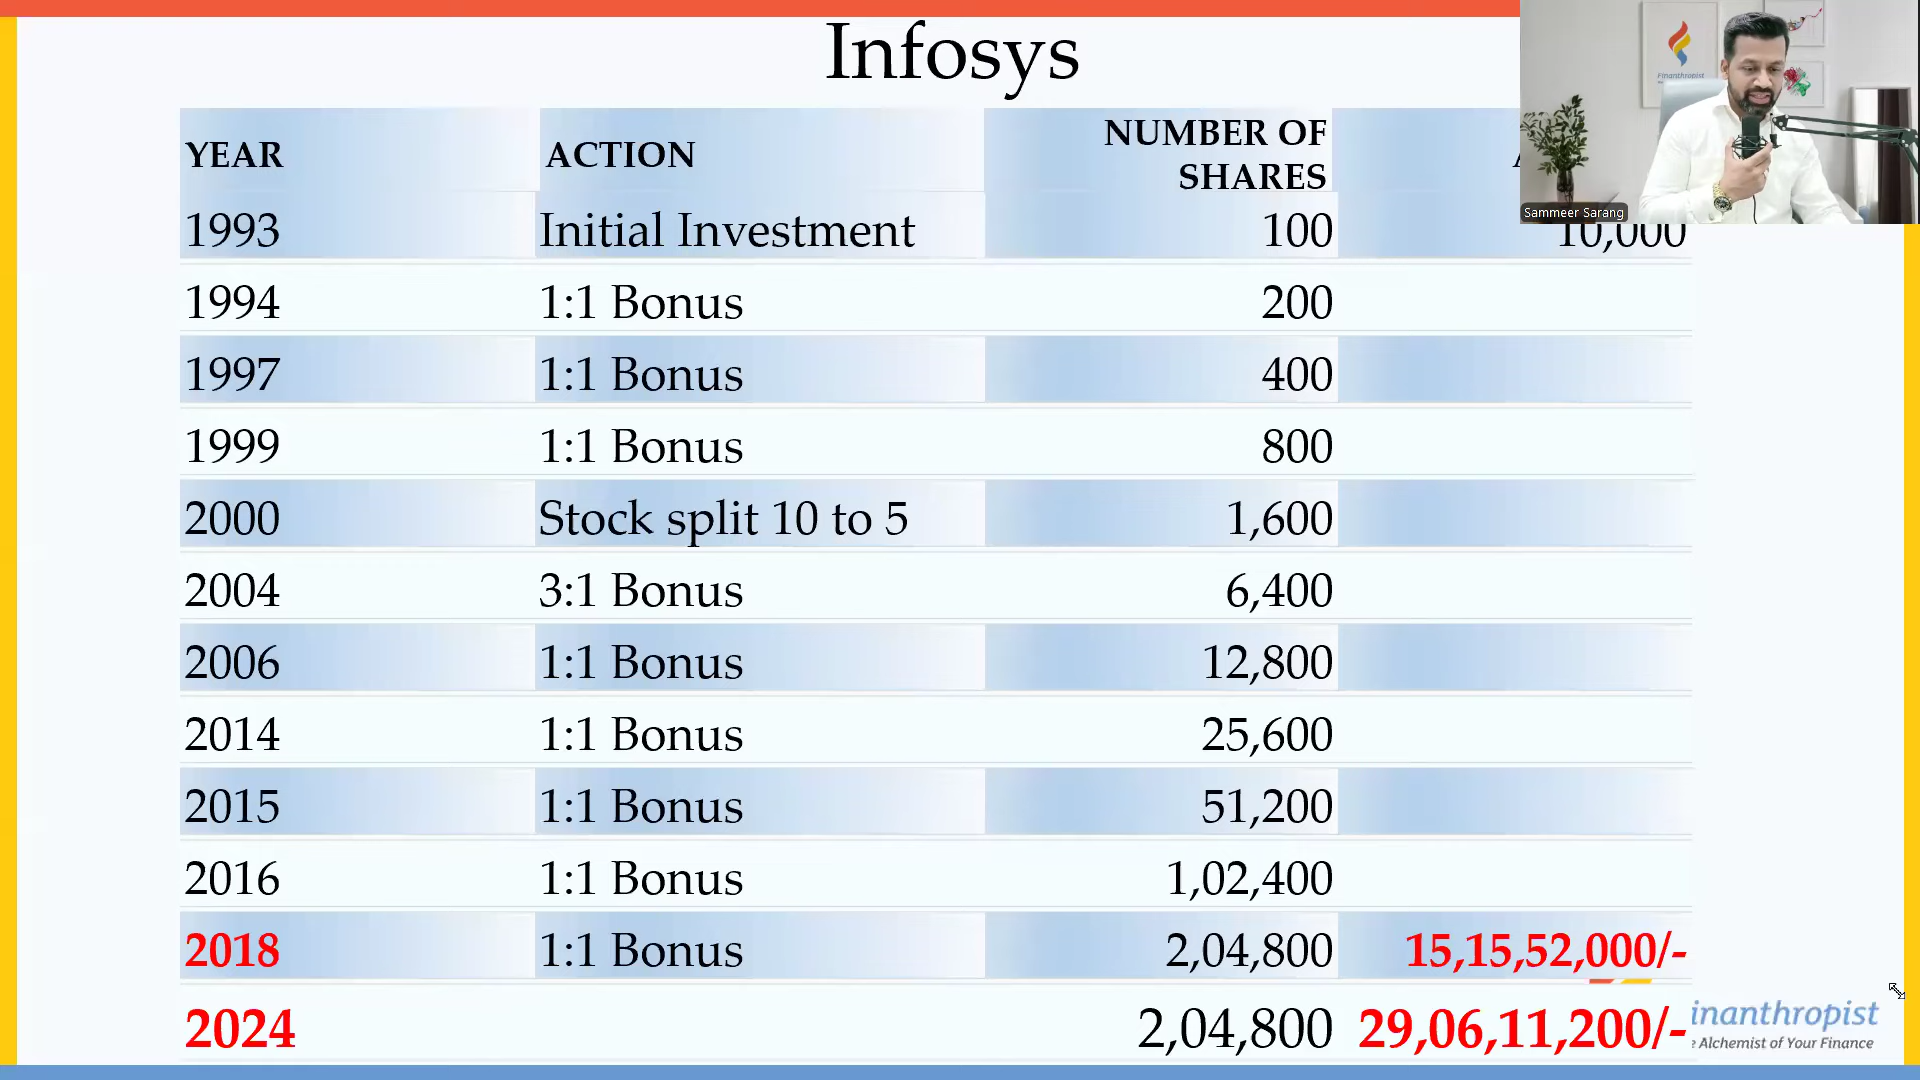 Infosys
YEAR ACTION NUMBER OF SHARES
1993 Initial Investment 100 10,000
1994 1:1 Bonus 200
1997 1:1 Bonus 400
1999 1:1 Bonus 800
2000 Stock split 10 to 5 1,600
2004 3:1 Bonus 6,400
2006 1:1 Bonus 12,800
2014 1:1 Bonus 25,600
2015 1:1 Bonus 51,200
2016 1:1 Bonus 1,02,400
2018 1:1 Bonus 2,04,800 15,15,52,000/-
2024 2,04,800 29,06,11,200/-
Finanthropist
Sammeer Sarang
inanthropist
e Alchemist of Your Finance